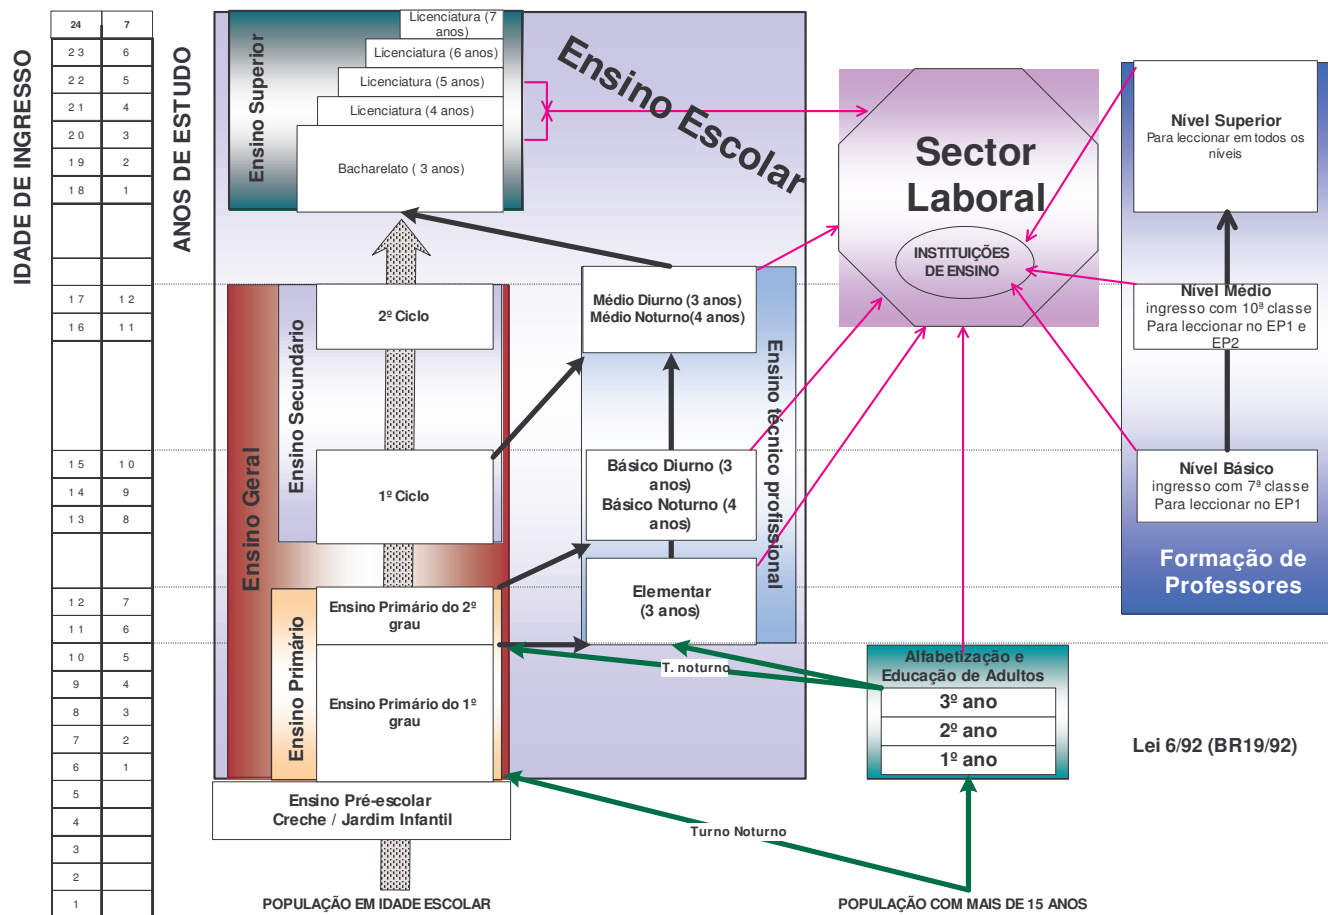 IDADE DE INGRESSO
ANOS DE ESTUDO
24 7
23 6
22 5
21 4
20 3
19 2
18 1
17 12
16 11
15 10
14 9
13 8
12 7
11 6
10 5
9 4
8 3
7 2
6 1
5
4
3
2
1
Ensino Superior
Licenciatura (7
anos)
Licenciatura (6 anos)
Licenciatura (5 anos)
Licenciatura (4 anos)
Bacharelato ( 3 anos)
Ensino Escolar
Ensino Geral
Ensino Secundário
2º Ciclo
1º Ciclo
Ensino Primário
Ensino Primário do 2º
grau
Ensino Primário do 1º
grau
Ensino Pré-escolar
Creche / Jardim Infantil
POPULAÇÃO EM IDADE ESCOLAR
Ensino técnico profissional
Médio Diurno (3 anos)
Médio Noturno(4 anos)
Básico Diurno (3
anos)
Básico Noturno (4
anos)
Elementar
(3 anos)
T. noturno
Turno Noturno
Sector
Laboral
INSTITUIÇÕES
DE ENSINO
Alfabetização e
Educação de Adultos
3º ano
2º ano
1º ano
POPULAÇÃO COM MAIS DE 15 ANOS
Nível Superior
Para leccionar em todos os
níveis
Nível Médio
ingresso com 10ª classe
Para leccionar no EP1 e
EP2
Nível Básico
ingresso com 7ª classe
Para leccionar no EP1
Formação de
Professores
Lei 6/92 (BR19/92)